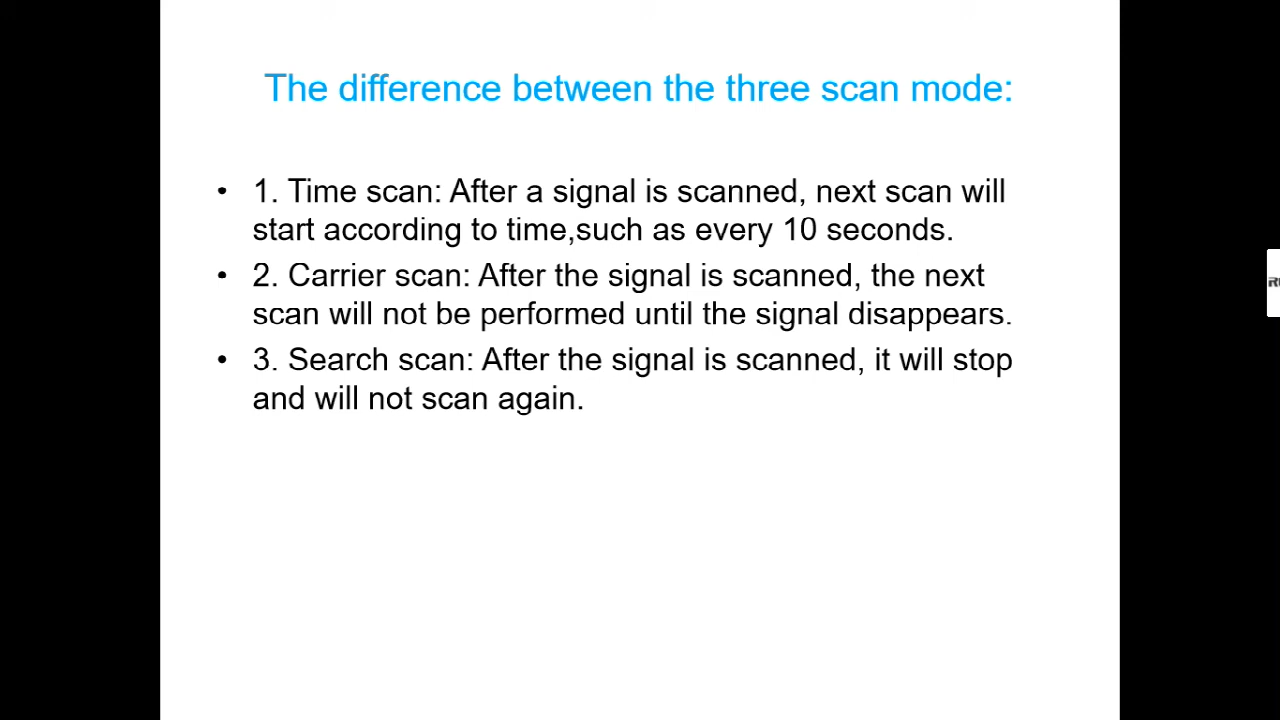 The difference between the three scan mode:
• 1. Time scan: After a signal is scanned, next scan will
start according to time,such as every 10 seconds.
• 2. Carrier scan: After the signal is scanned, the next
scan will not be performed until the signal disappears.
• 3. Search scan: After the signal is scanned, it will stop
and will not scan again.